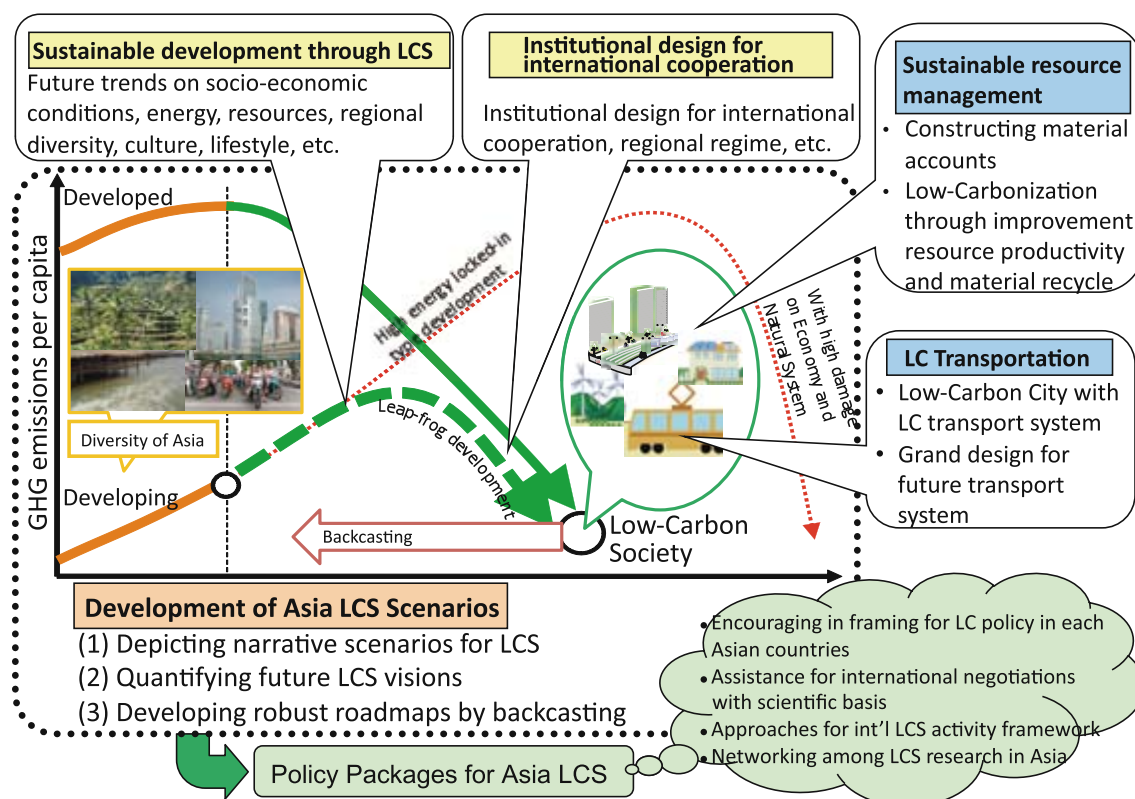 Sustainable development through LCS
Future trends on socio-economic
conditions, energy, resources, regional
diversity, culture, lifestyle, etc.
Institutional design for
international cooperation
Institutional design for international
cooperation, regional regime, etc.
Sustainable resource
management
• Constructing material
accounts
• Low-Carbonization
through improvement
resource productivity
and material recycle
GHG emissions per capita
Developed
High energy locked-in
type development
With high damage
on Economy and
Natural System
Diversity of Asia
Leap-frog development
Developing
Backcasting
Low-Carbon
Society
LC Transportation
• Low-Carbon City with
LC transport system
• Grand design for
future transport
system
Development of Asia LCS Scenarios
(1) Depicting narrative scenarios for LCS
(2) Quantifying future LCS visions
(3) Developing robust roadmaps by backcasting
Policy Packages for Asia LCS
• Encouraging in framing for LC policy in each
Asian countries
• Assistance for international negotiations
with scientific basis
• Approaches for int'l LCS activity framework
• Networking among LCS research in Asia